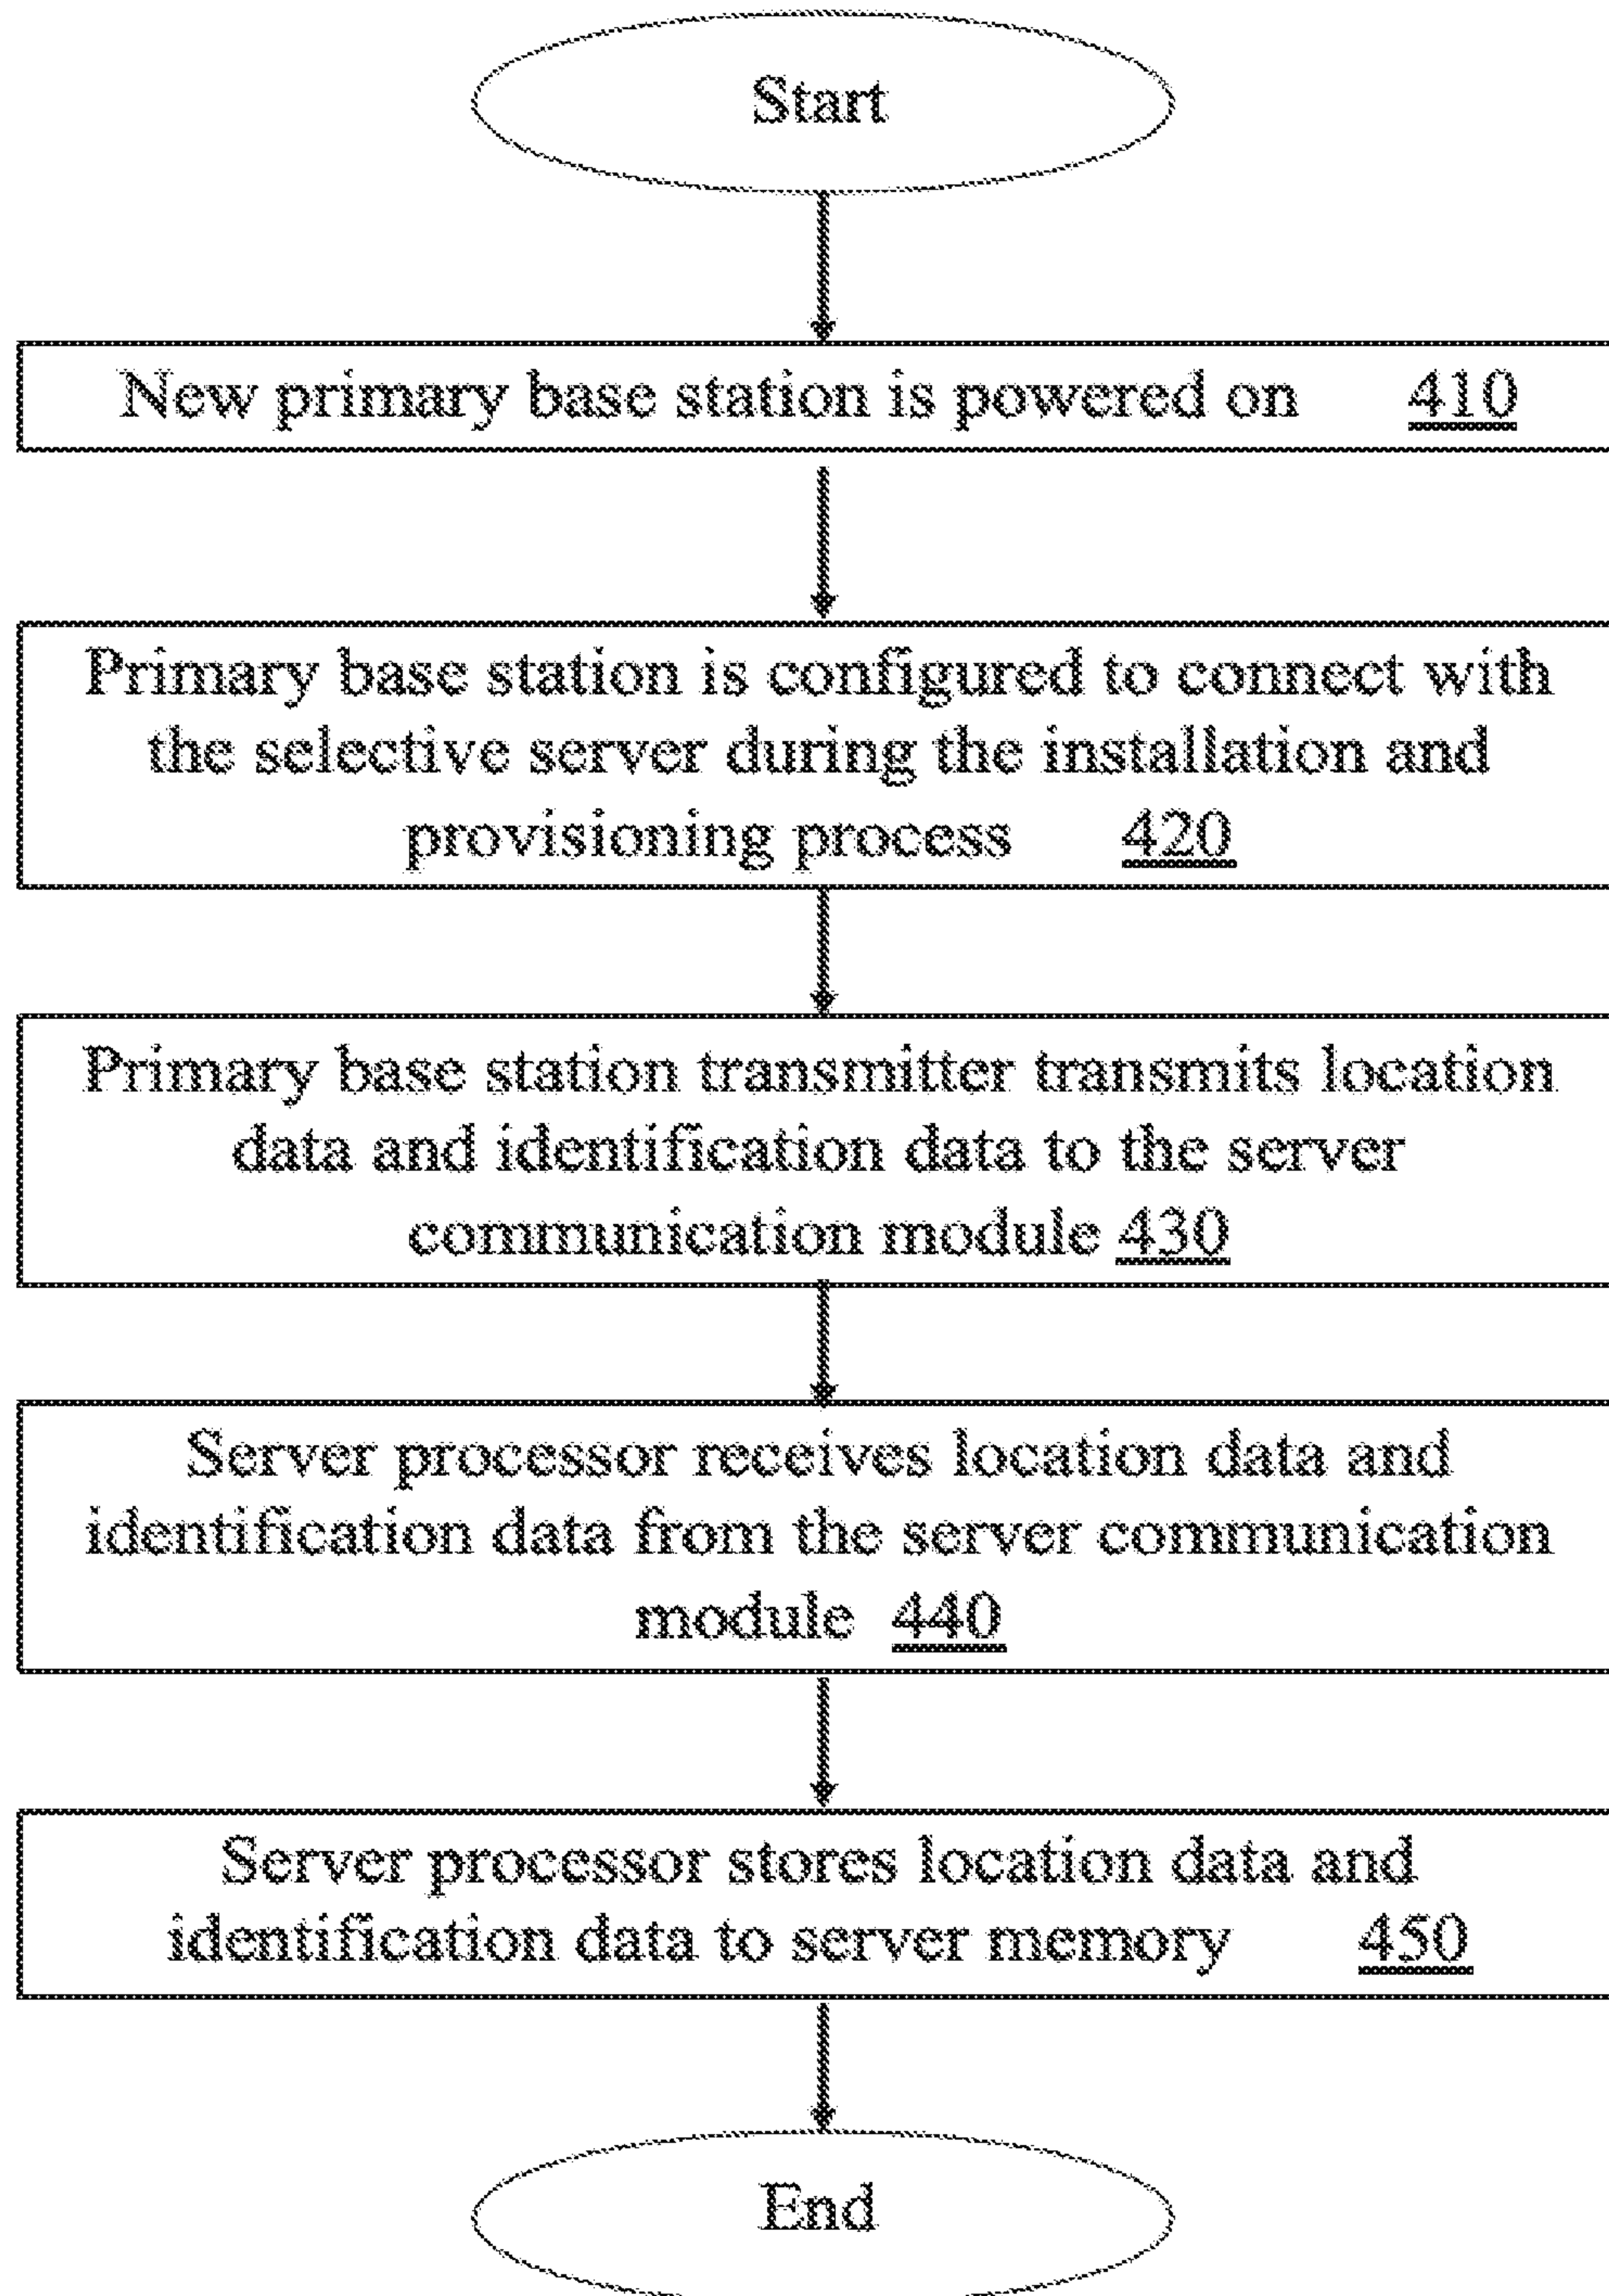 Start
New primary base station is powered on 410
Primary base station is configured to connect with
the selective server during the installation and
provisioning process 420
Primary base station transmitter transmits location
data and identification data to the server
communication module 430
Server processor receives location data and
identification data from the server communication
module 440
Server processor stores location data and
identification data to server memory 450
End